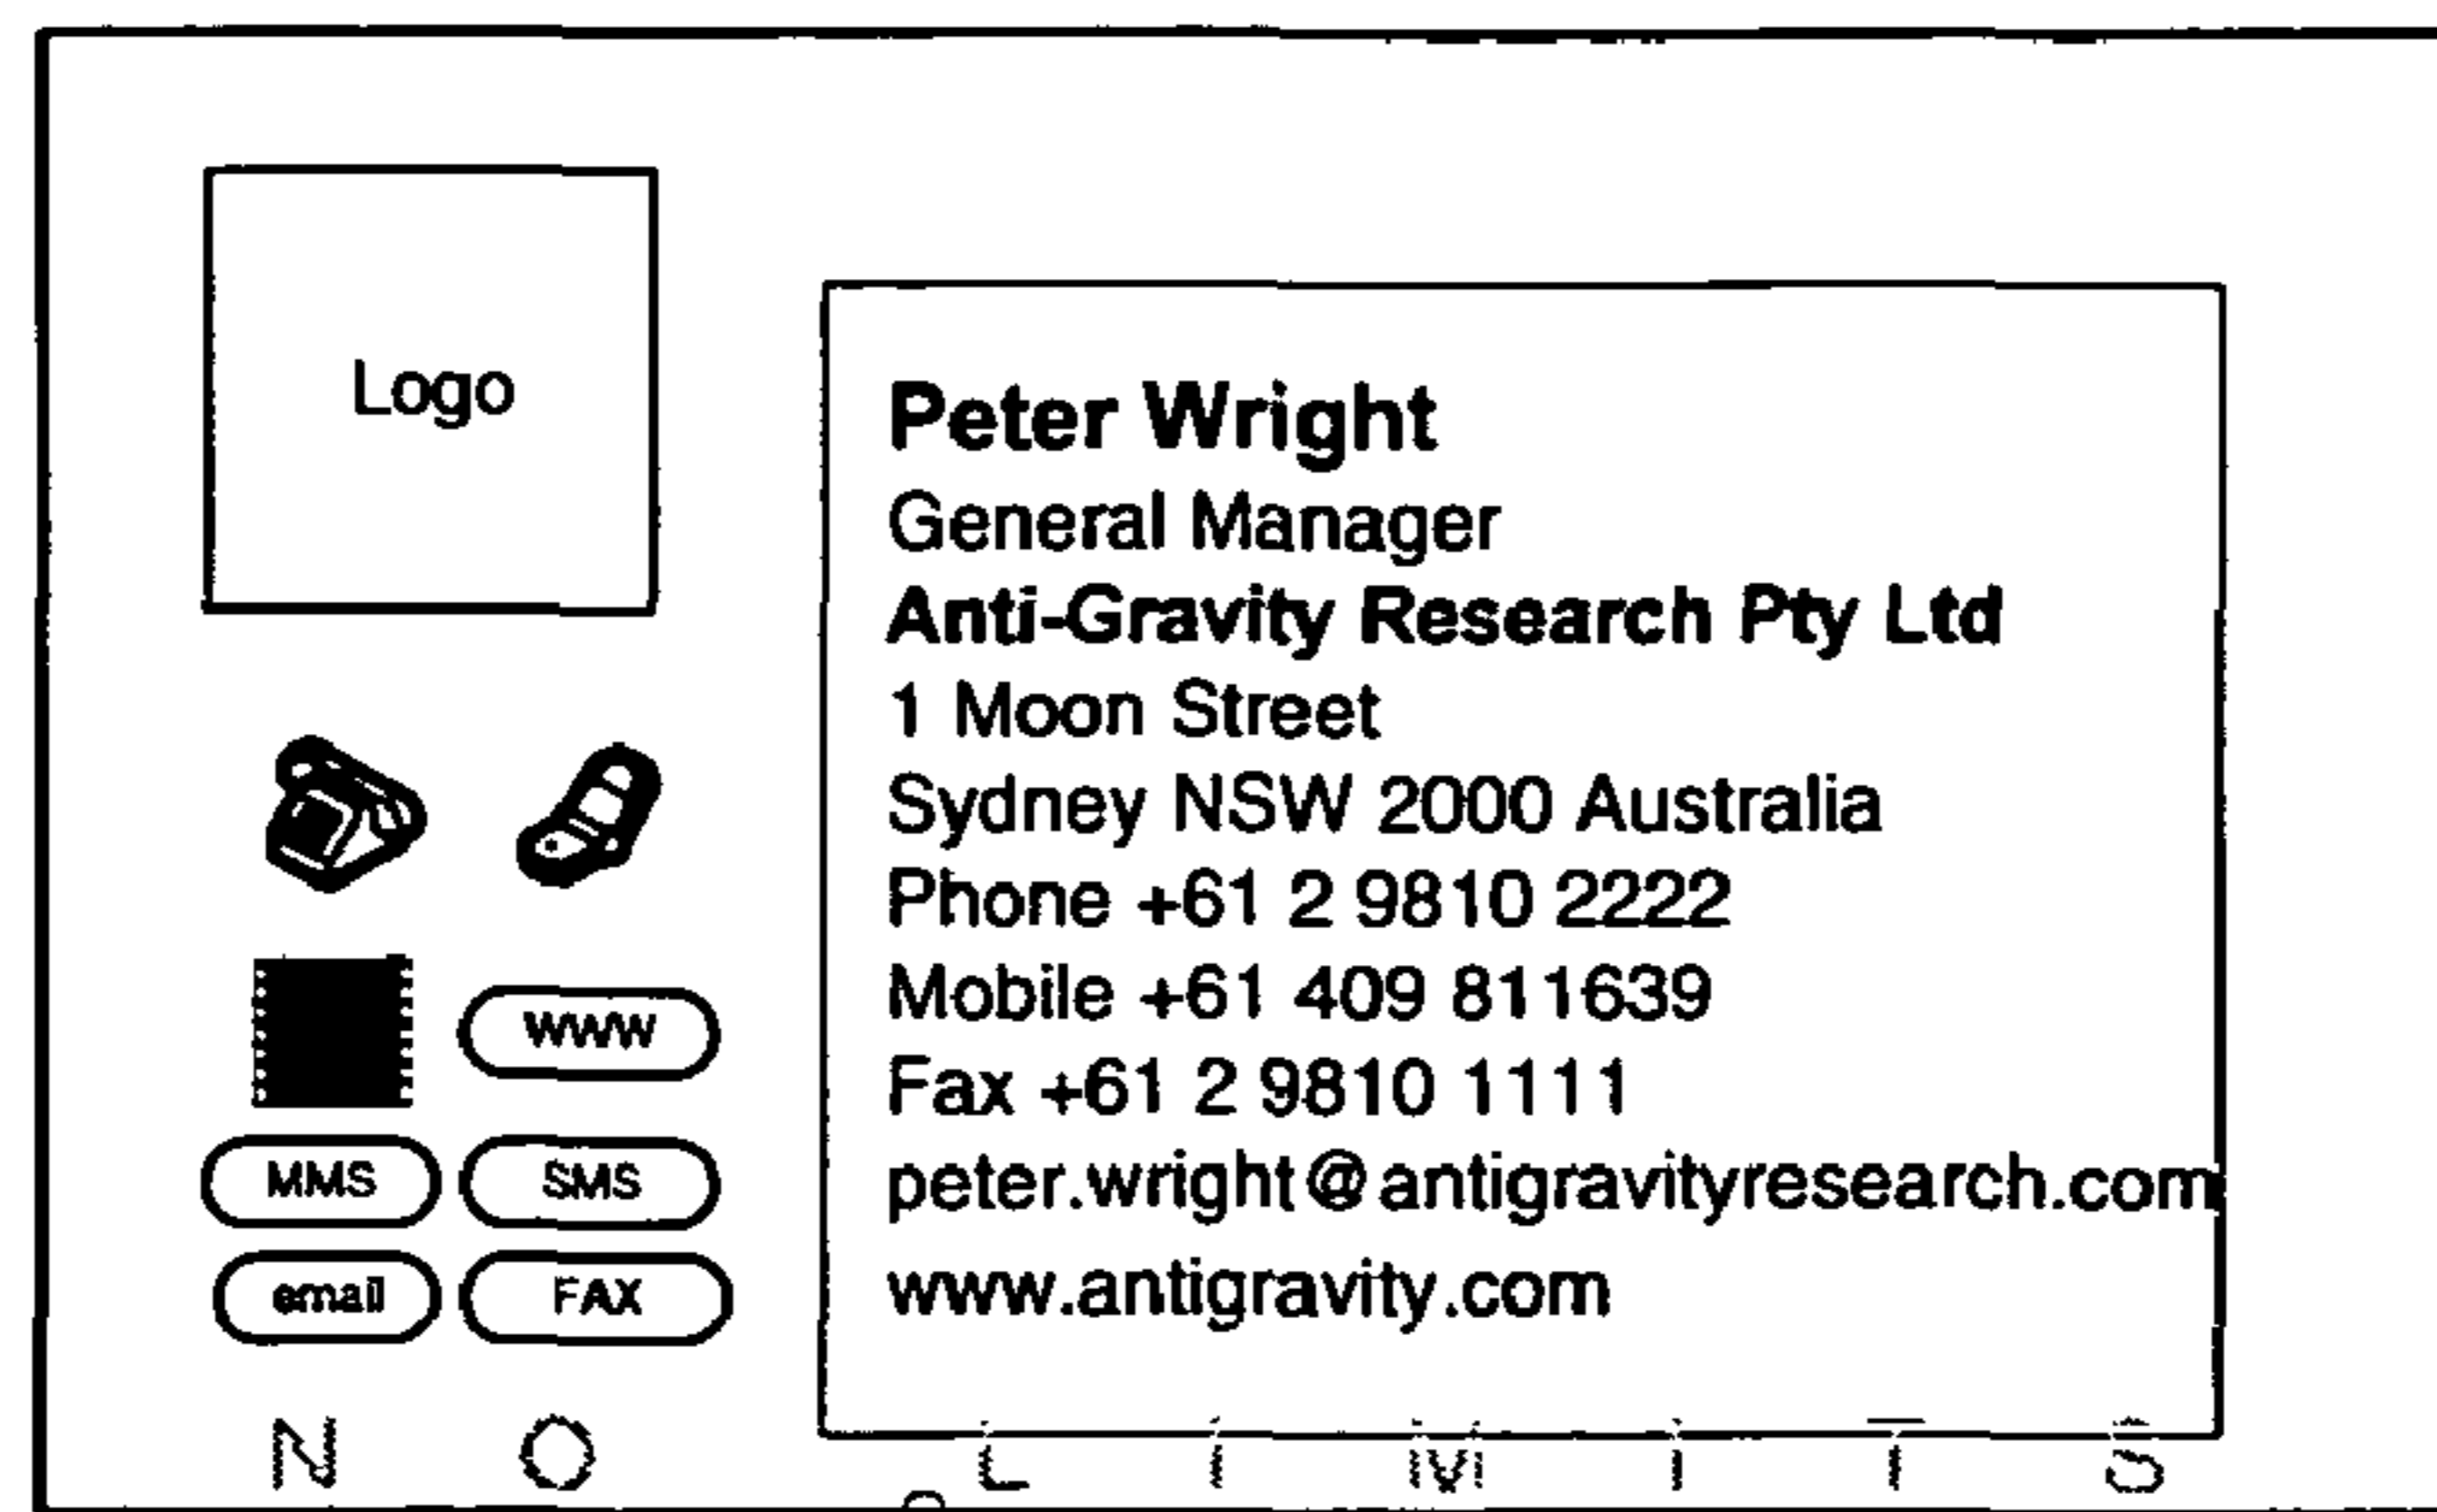 Logo
Peter Wright
General Manager
Anti-Gravity Research Pty Ltd
1 Moon Street
Sydney NSW 2000 Australia
Phone +61 2 9810 2222
Mobile +61 409 811639
Fax +61 2 9810 1111
peter.wright@antigravityresearch.com
www.antigravity.com
www
MMS SMS
email FAX
N O L I M I T S